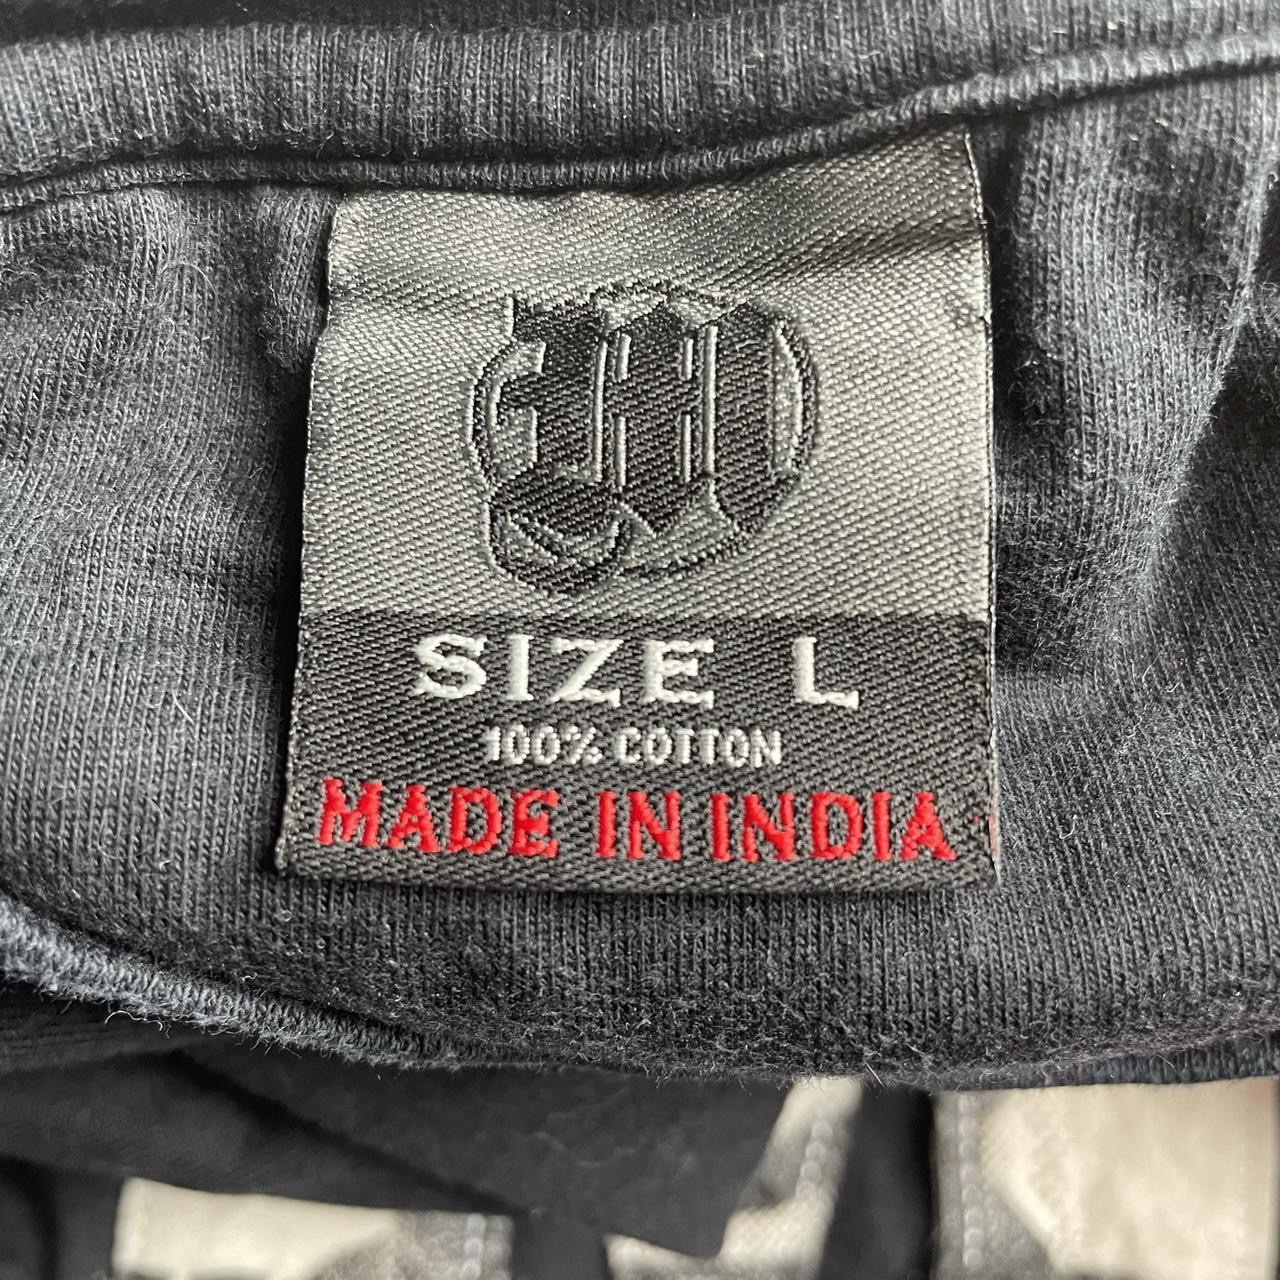 SIZE L
100% COTTON
MADE IN INDIA